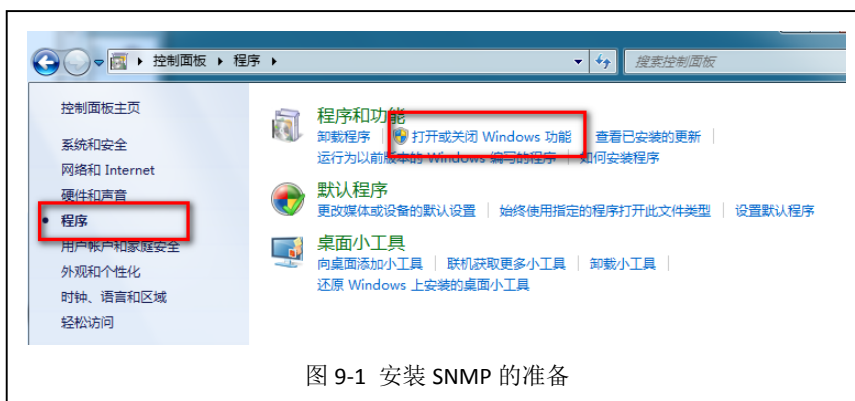 控制面板 程序 搜索控制面板
控制面板主页
系统和安全
网络和 Internet
硬件和声音
程序
用户帐户和家庭安全
外观和个性化
时钟、语言和区域
轻松访问
程序和功能
卸载程序 打开或关闭 Windows 功能 查看已安装的更新
运行为以前版本的 Windows 编写的程序 如何安装程序
默认程序
更改媒体或设备的默认设置 始终使用指定的程序打开此文件类型 设置默认程序
桌面小工具
向桌面添加小工具 联机获取更多小工具 卸载小工具
还原 Windows 上安装的桌面小工具
图 9-1 安装 SNMP 的准备